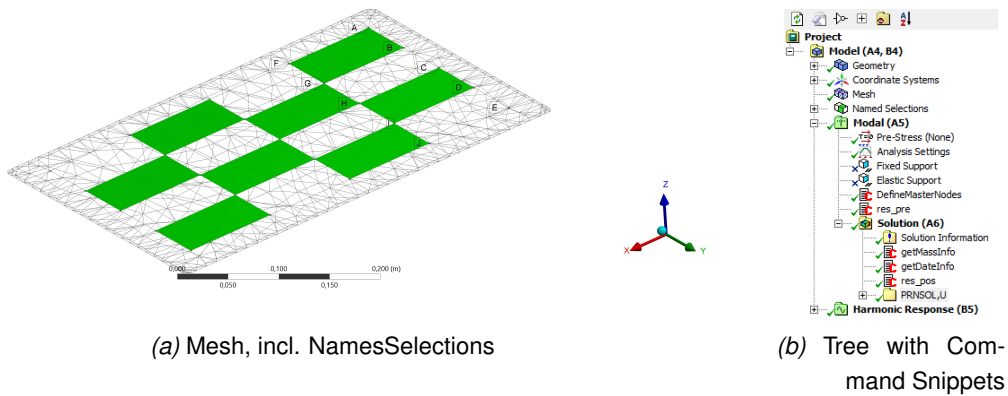 A
B
F
C
G
D
H
E
I
J
0,000
0,100
0,200 (m)
0,050
0,150
Z
X
Y
(a) Mesh, incl. NamesSelections
Project
Model (A4, B4)
Geometry
Coordinate Systems
Mesh
Named Selections
Modal (A5)
Pre-Stress (None)
Analysis Settings
Fixed Support
Elastic Support
DefineMasterNodes
res_pre
Solution (A6)
Solution Information
getMassInfo
getDateInfo
res_pos
PRNSOL,U
Harmonic Response (B5)
(b) Tree with Com-
mand Snippets